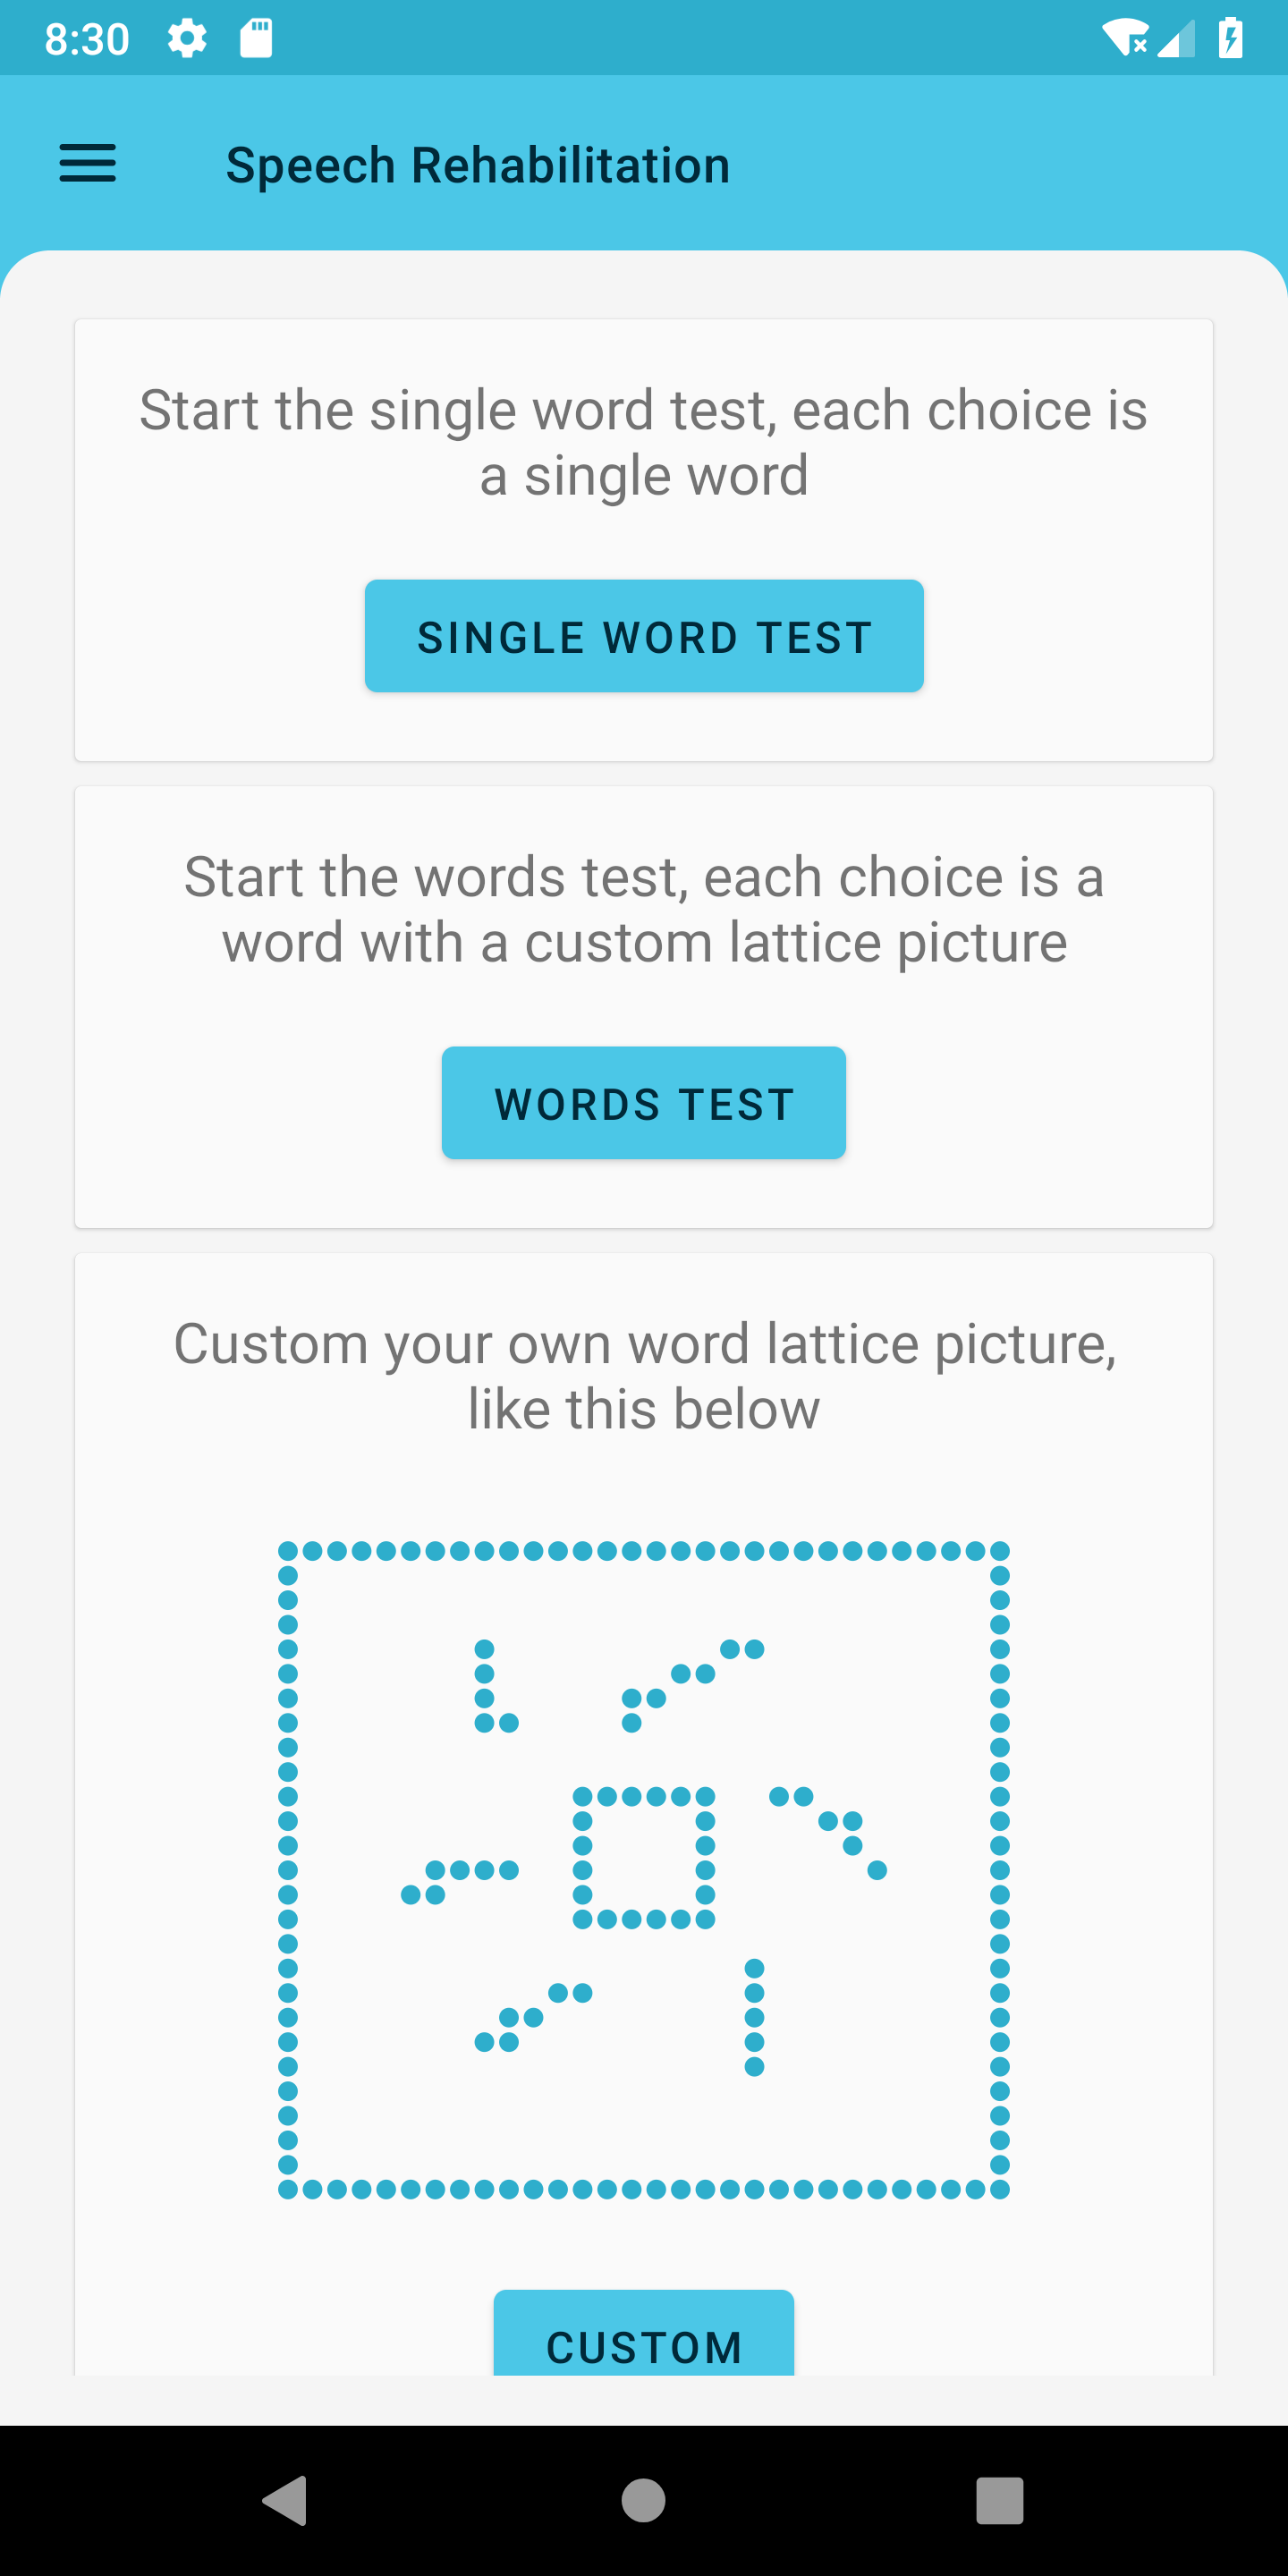 8:30
Speech Rehabilitation
Start the single word test, each choice is
a single word
SINGLE WORD TEST
Start the words test, each choice is a
word with a custom lattice picture
WORDS TEST
Custom your own word lattice picture,
like this below
CUSTOM